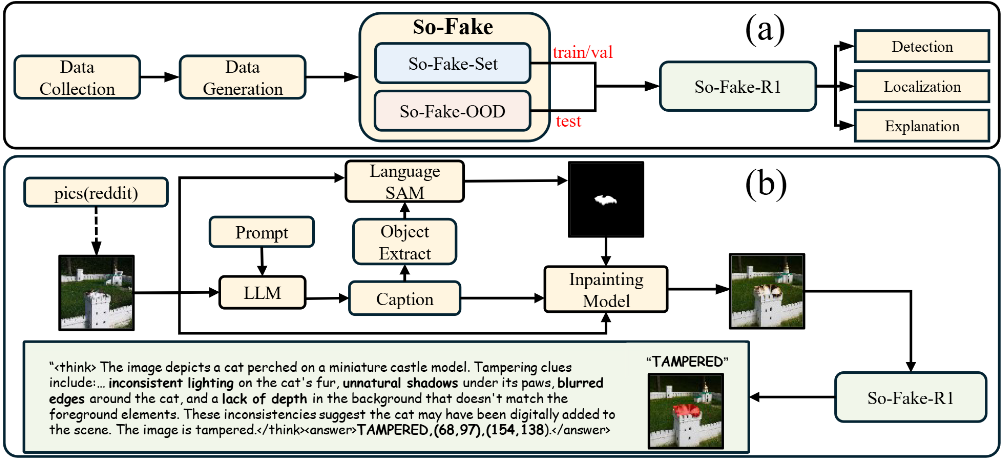 (a)
Data
Collection
Data
Generation
So-Fake
So-Fake-Set
So-Fake-OOD
train/val
test
So-Fake-R1
Detection
Localization
Explanation
(b)
pics(reddit)
Prompt
LLM
Language
SAM
Object
Extract
Caption
Inpainting
Model
So-Fake-R1
"<think> The image depicts a cat perched on a miniature castle model. Tampering clues
include:… inconsistent lighting on the cat's fur, unnatural shadows under its paws, blurred
edges around the cat, and a lack of depth in the background that doesn't match the
foreground elements. These inconsistencies suggest the cat may have been digitally added to
the scene. The image is tampered.</think><answer>TAMPERED,(68,97),(154,138).</answer>
"TAMPERED"